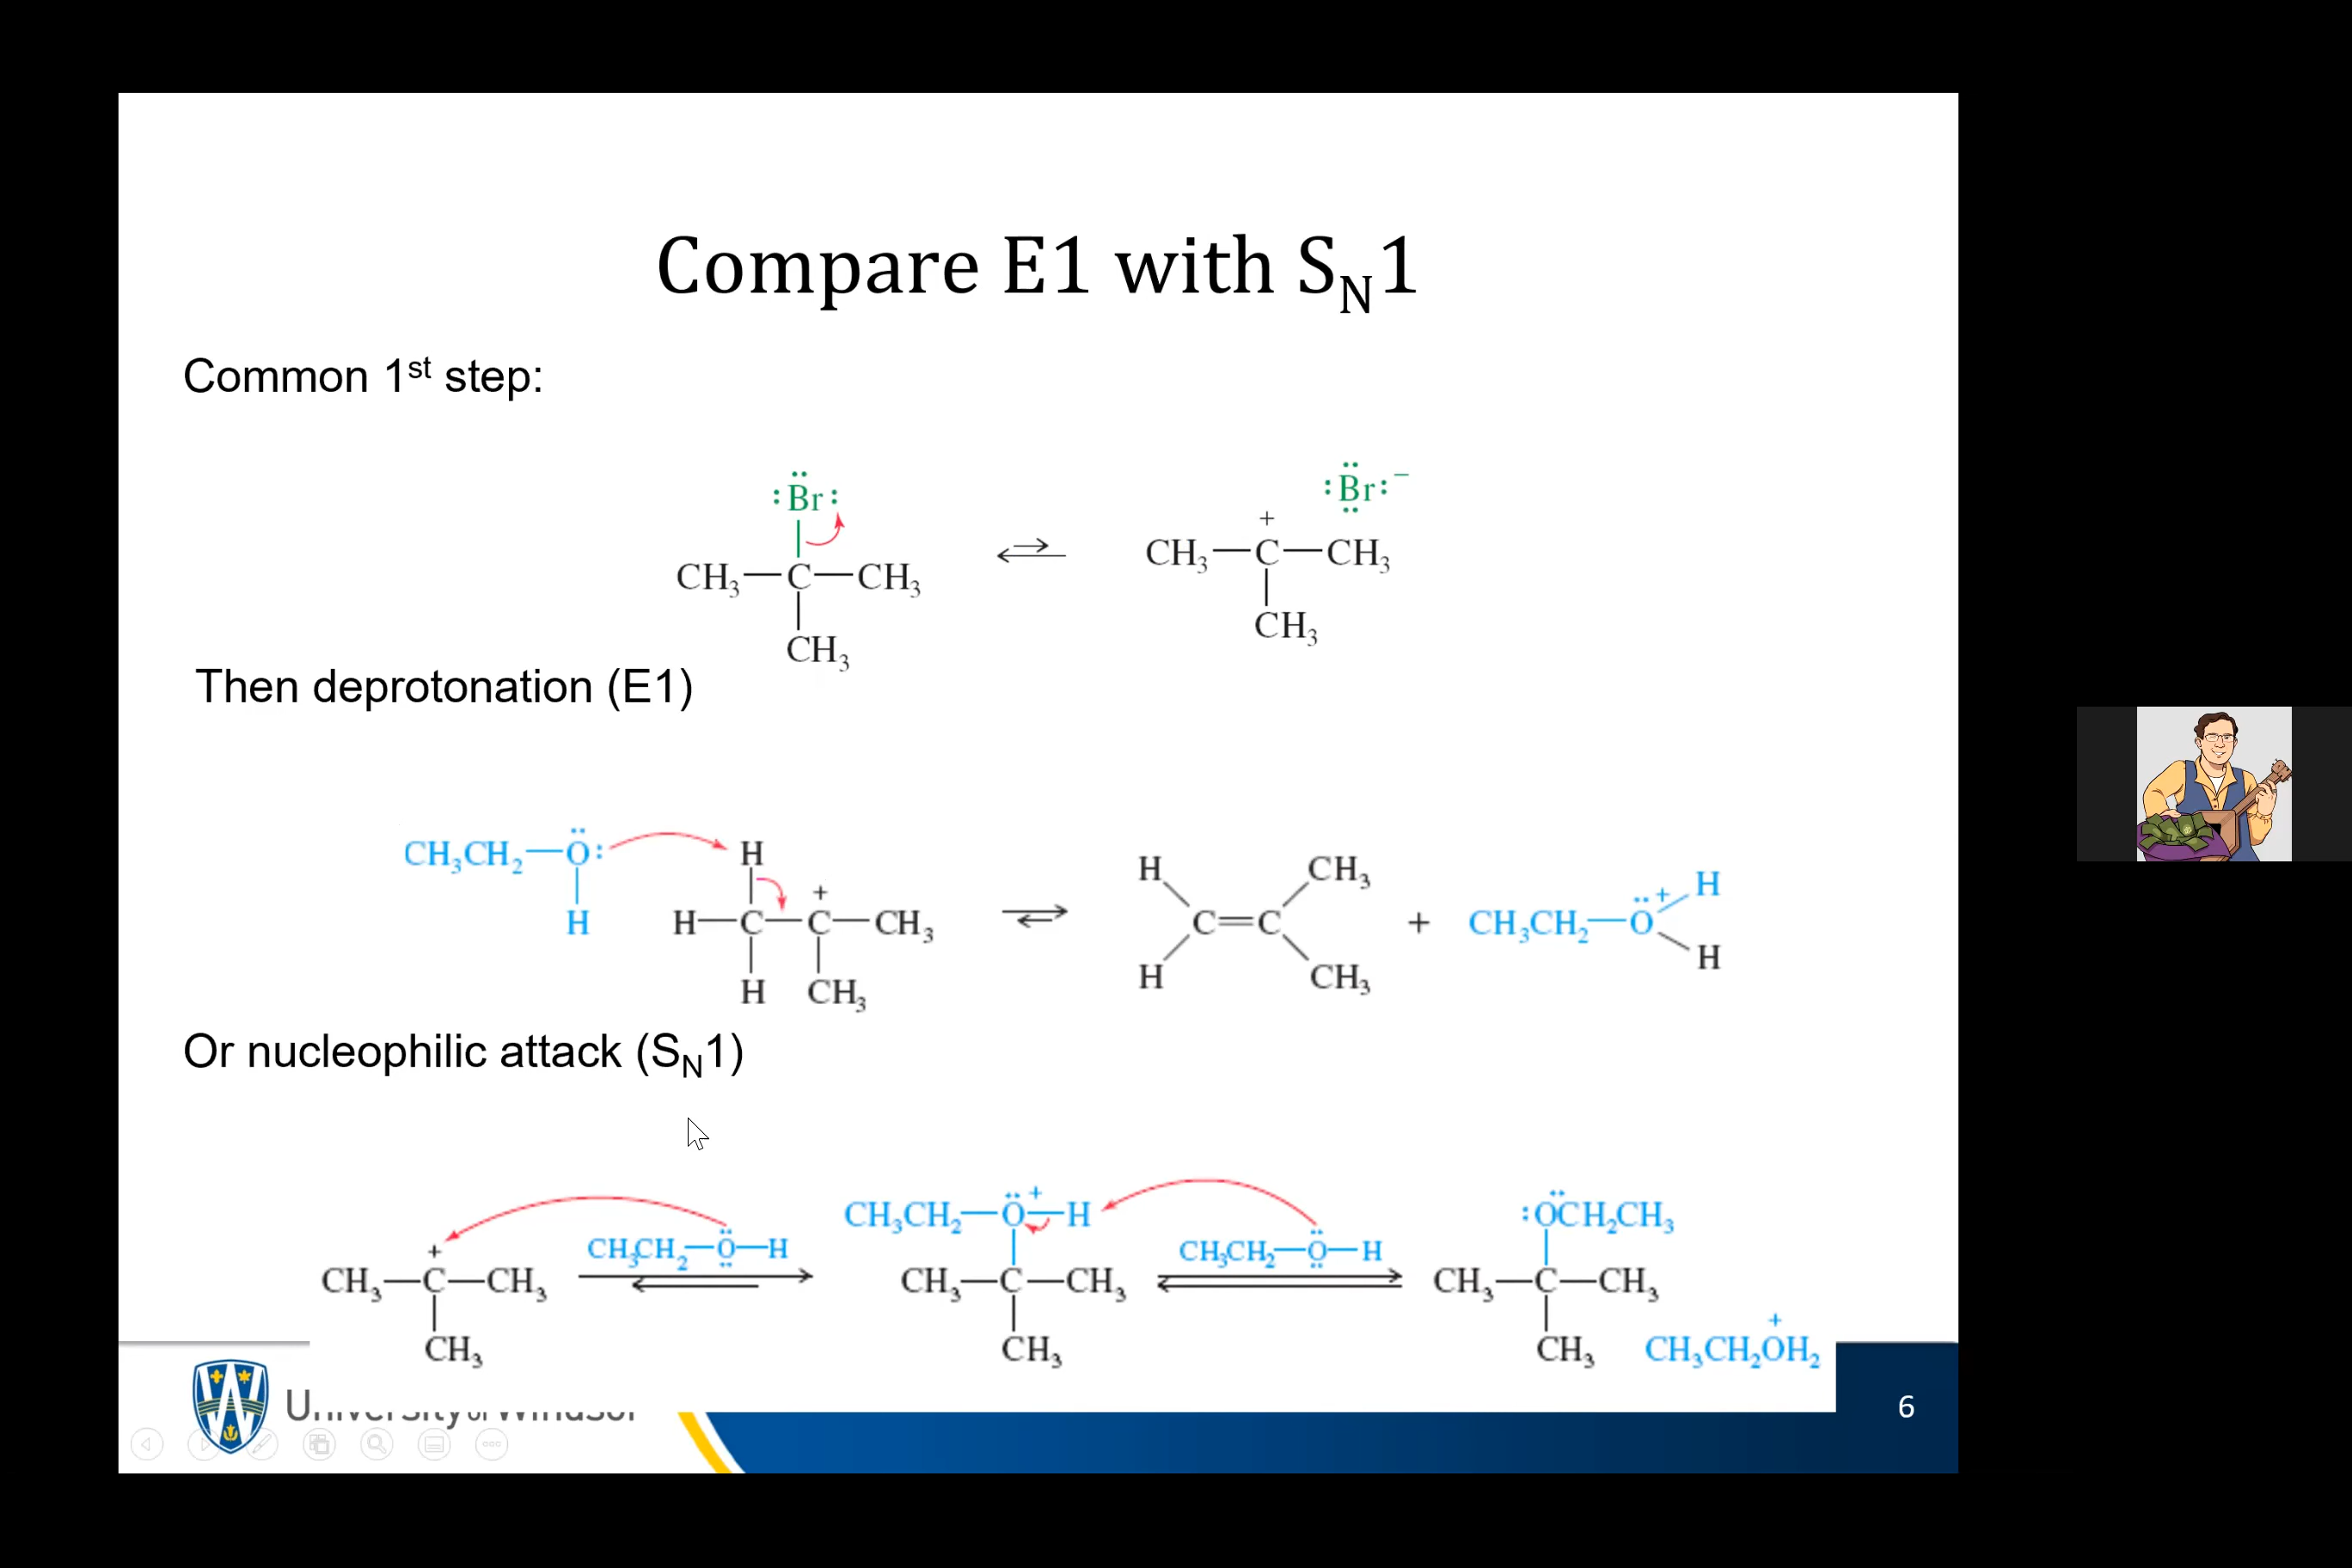 Compare E1 with SN1
Common 1st step:
:Br:
CH3—C—CH3
CH3
:Br:−
+
CH3—C—CH3
CH3
Then deprotonation (E1)
CH3CH2—O:
H
H
H—C—C—CH3
+
H CH3
H CH3
C=C
H CH3
+
CH3CH2—O+
H
H
Or nucleophilic attack (SN1)
+
CH3—C—CH3
CH3
CH3CH2—O—H
CH3CH2—O+—H
CH3—C—CH3
CH3
CH3CH2—O—H
:OCH2CH3
CH3—C—CH3
CH3
+
CH3CH2OH2
University of Windsor
6